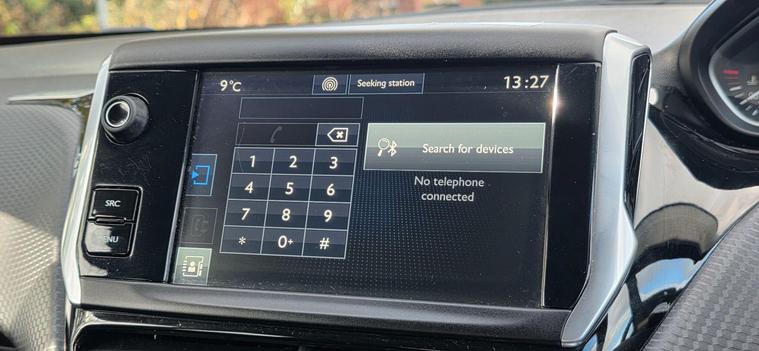 9°C
Seeking station
13:27
Search for devices
No telephone
connected
1 2 3
4 5 6
7 8 9
* 0+ #
SRC
MENU